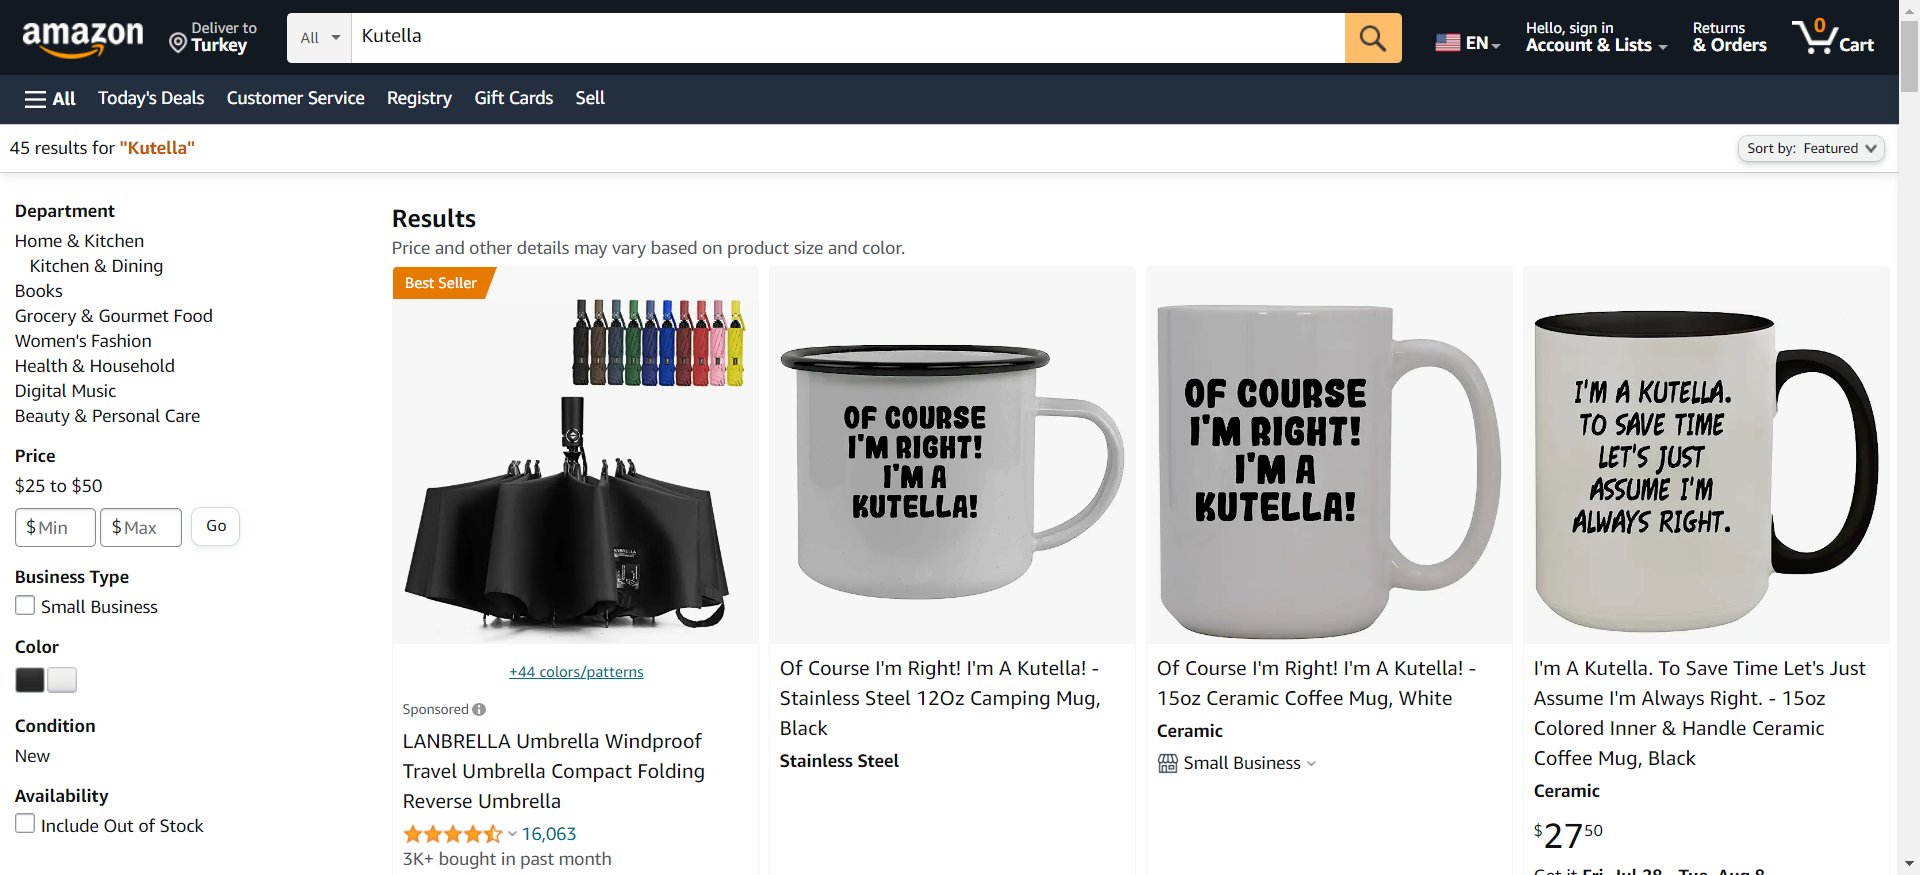 amazon
Deliver to
Turkey
All
Kutella
EN
Hello, sign in
Account & Lists
Returns
& Orders
0
Cart
All
Today's Deals
Customer Service
Registry
Gift Cards
Sell
45 results for "Kutella"
Sort by: Featured
Department
Home & Kitchen
Kitchen & Dining
Books
Grocery & Gourmet Food
Women's Fashion
Health & Household
Digital Music
Beauty & Personal Care
Price
$25 to $50
$ Min
$ Max
Go
Business Type
Small Business
Color
Condition
New
Availability
Include Out of Stock
Results
Price and other details may vary based on product size and color.
Best Seller
+44 colors/patterns
Sponsored
LANBRELLA Umbrella Windproof
Travel Umbrella Compact Folding
Reverse Umbrella
16,063
3K+ bought in past month
OF COURSE
I'M RIGHT!
I'M A
KUTELLA!
Of Course I'm Right! I'm A Kutella! -
Stainless Steel 12Oz Camping Mug,
Black
Stainless Steel
OF COURSE
I'M RIGHT!
I'M A
KUTELLA!
Of Course I'm Right! I'm A Kutella! -
15oz Ceramic Coffee Mug, White
Ceramic
Small Business
I'M A KUTELLA.
TO SAVE TIME
LET'S JUST
ASSUME I'M
ALWAYS RIGHT.
I'm A Kutella. To Save Time Let's Just
Assume I'm Always Right. - 15oz
Colored Inner & Handle Ceramic
Coffee Mug, Black
Ceramic
$27.50
Get it Fri, Jul 28 - Tue, Aug 8